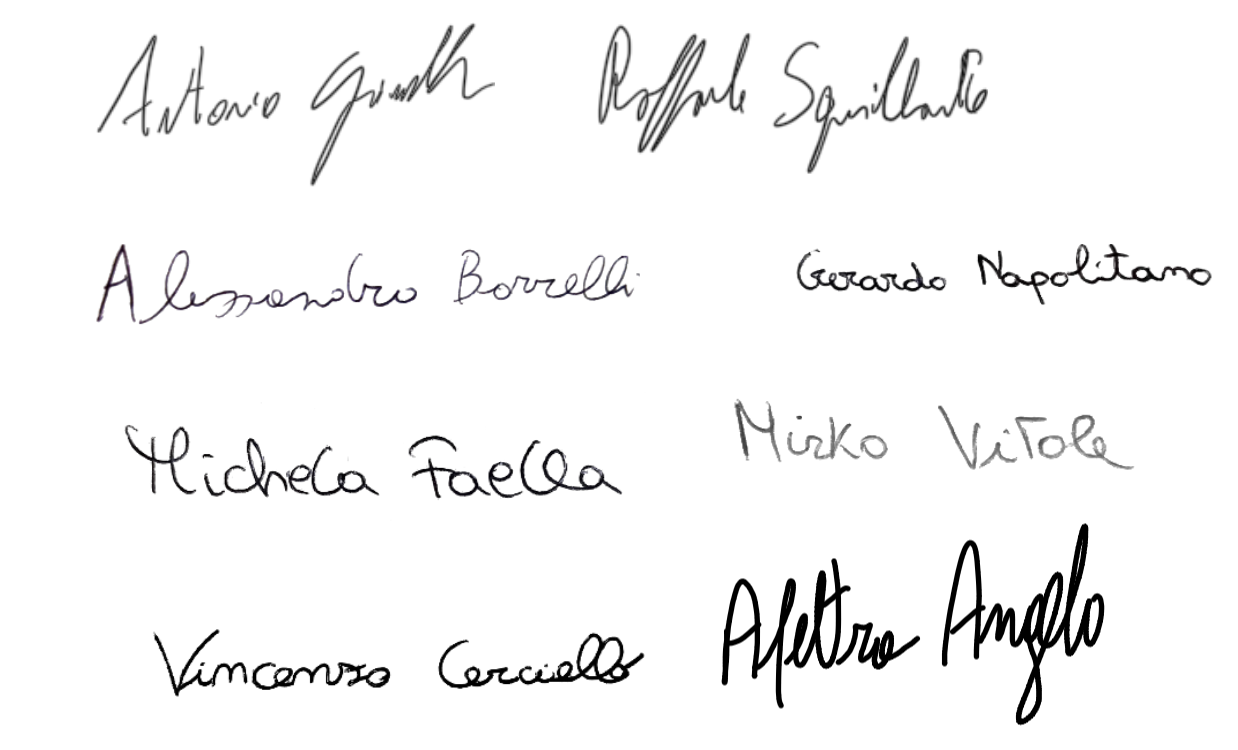 Antonio Raffaele Squillante
Alessandro Borrelli Gerardo Napolitano
Michela Faella Mirko Vitale
Vincenzo Cerciello Afeltra Angelo